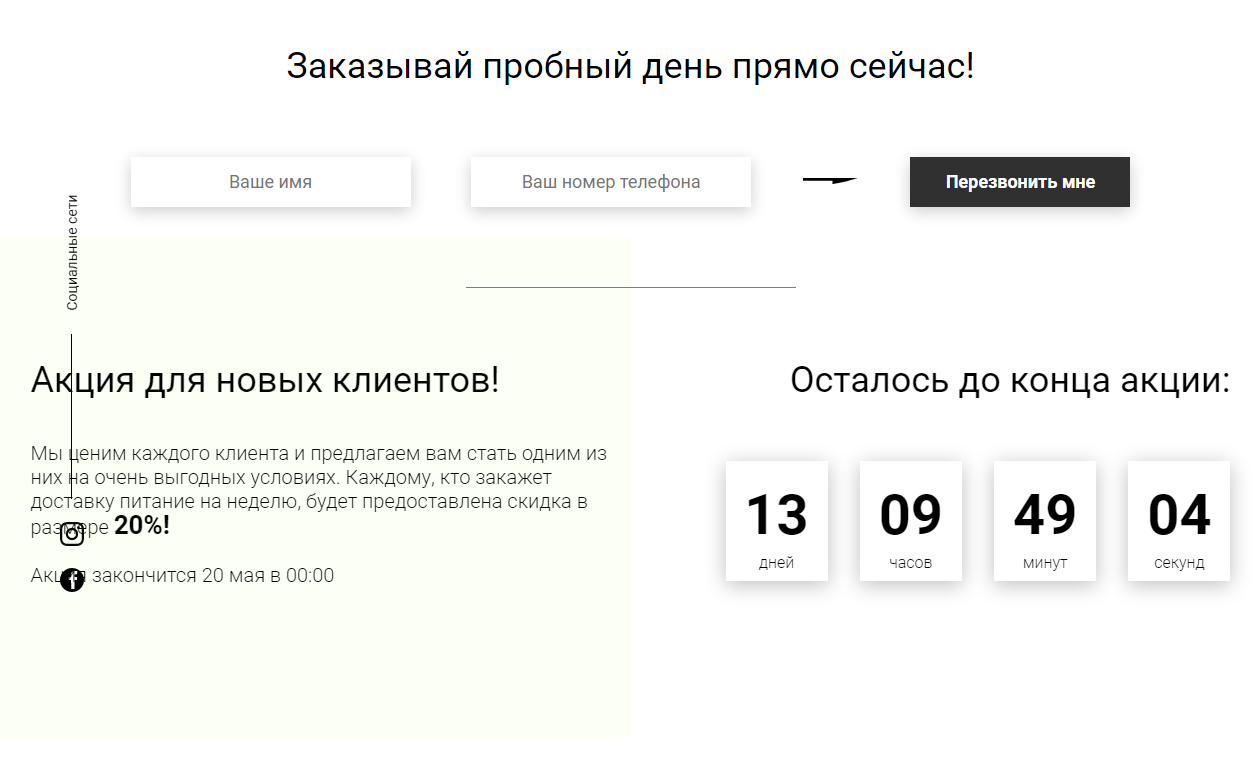 Заказывай пробный день прямо сейчас!
Ваше имя
Ваш номер телефона
Перезвонить мне
Социальные сети
Акция для новых клиентов!
Мы ценим каждого клиента и предлагаем вам стать одним из
них на очень выгодных условиях. Каждому, кто закажет
доставку питание на неделю, будет предоставлена скидка в
размере 20%!
Акция закончится 20 мая в 00:00
Осталось до конца акции:
13 09 49 04
дней часов минут секунд